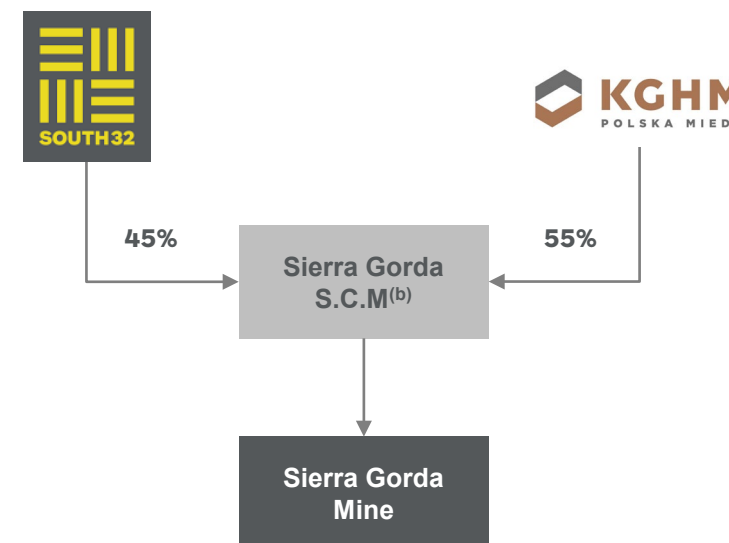 SOUTH32
KGHM
POLSKA MIED
45%
55%
Sierra Gorda
S.C.M(b)
Sierra Gorda
Mine